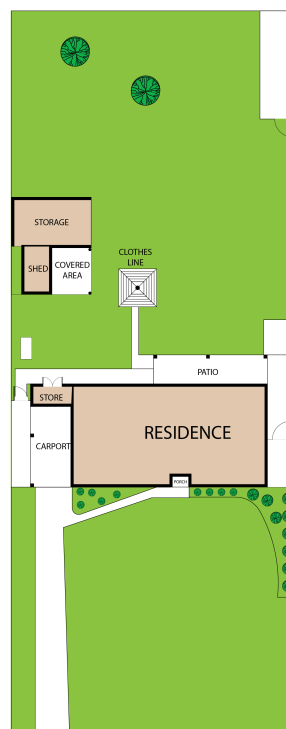 STORAGE
SHED
COVERED
AREA
CLOTHES
LINE
PATIO
STORE
CARPORT
RESIDENCE
PORCH